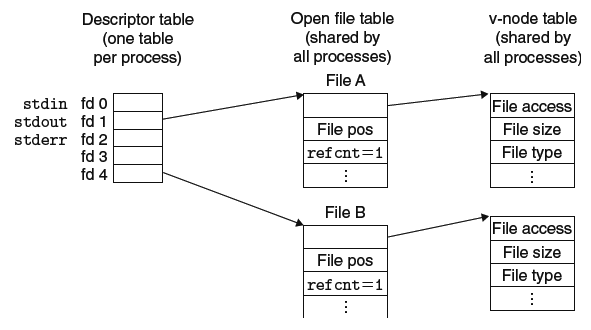 Descriptor table
(one table
per process)
Open file table
(shared by
all processes)
v-node table
(shared by
all processes)
stdin fd 0
stdout fd 1
stderr fd 2
fd 3
fd 4
File A
File pos
refcnt=1
⋮
File access
File size
File type
⋮
File B
File pos
refcnt=1
⋮
File access
File size
File type
⋮